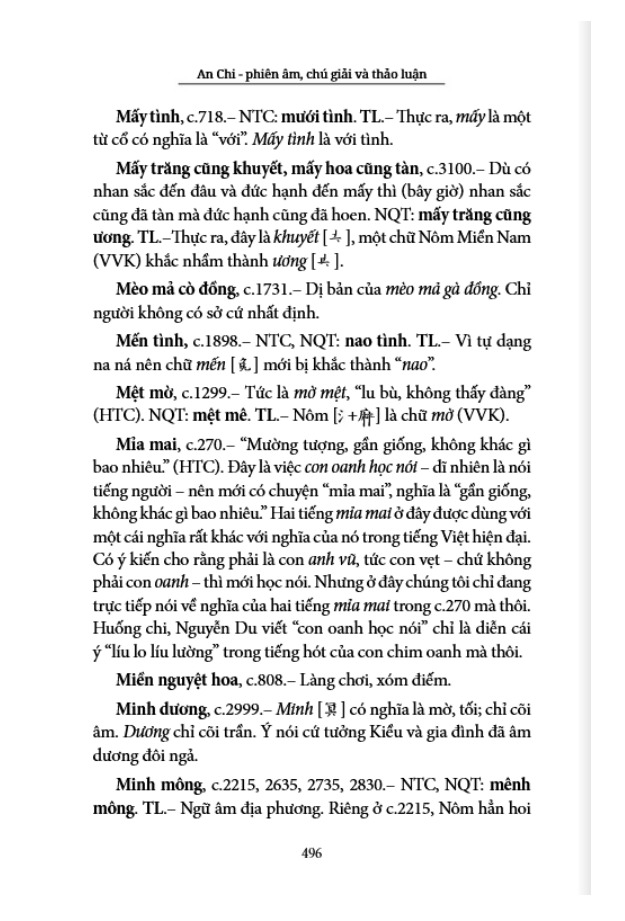 An Chi - phiên âm, chú giải và thảo luận
Mấy tình, c.718.– NTC: mưới tình. TL.– Thực ra, mấy là một
từ cổ có nghĩa là “với”. Mấy tình là với tình.
Mấy trăng cũng khuyết, mấy hoa cũng tàn, c.3100.– Dù có
nhan sắc đến đâu và đức hạnh đến mấy thì (bây giờ) nhan sắc
cũng đã tàn mà đức hạnh cũng đã hoen. NQT: mấy trăng cũng
ương. TL.–Thực ra, đây là khuyết [ ], một chữ Nôm Miền Nam
(VVK) khắc nhầm thành ương [ ].
Mèo mả cò đồng, c.1731.– Dị bản của mèo mả gà đồng. Chỉ
người không có sở cứ nhất định.
Mến tình, c.1898.– NTC, NQT: nao tình. TL.– Vì tự dạng
na ná nên chữ mến [ ] mới bị khắc thành “nao”.
Mệt mờ, c.1299.– Tức là mờ mệt, “lu bù, không thấy đàng”
(HTC). NQT: mệt mê. TL.– Nôm [氵+麻] là chữ mờ (VVK).
Mỉa mai, c.270.– “Mường tượng, gần giống, không khác gì
bao nhiêu.” (HTC). Đây là việc con oanh học nói – dĩ nhiên là nói
tiếng người – nên mới có chuyện “mỉa mai”, nghĩa là “gần giống,
không khác gì bao nhiêu.” Hai tiếng mỉa mai ở đây được dùng với
một cái nghĩa rất khác với nghĩa của nó trong tiếng Việt hiện đại.
Có ý kiến cho rằng phải là con anh vũ, tức con vẹt – chứ không
phải con oanh – thì mới học nói. Nhưng ở đây chúng tôi chỉ đang
trực tiếp nói về nghĩa của hai tiếng mỉa mai trong c.270 mà thôi.
Huống chi, Nguyễn Du viết “con oanh học nói” chỉ là diễn cái
ý “líu lo líu lường” trong tiếng hót của con chim oanh mà thôi.
Miền nguyệt hoa, c.808.– Làng chơi, xóm điếm.
Minh dương, c.2999.– Minh [ ] có nghĩa là mờ, tối; chỉ cõi
âm. Dương chỉ cõi trần. Ý nói cứ tưởng Kiều và gia đình đã âm
dương đôi ngả.
Minh mông, c.2215, 2635, 2735, 2830.– NTC, NQT: mênh
mông. TL.– Ngữ âm địa phương. Riêng ở c.2215, Nôm hẳn hoi
496